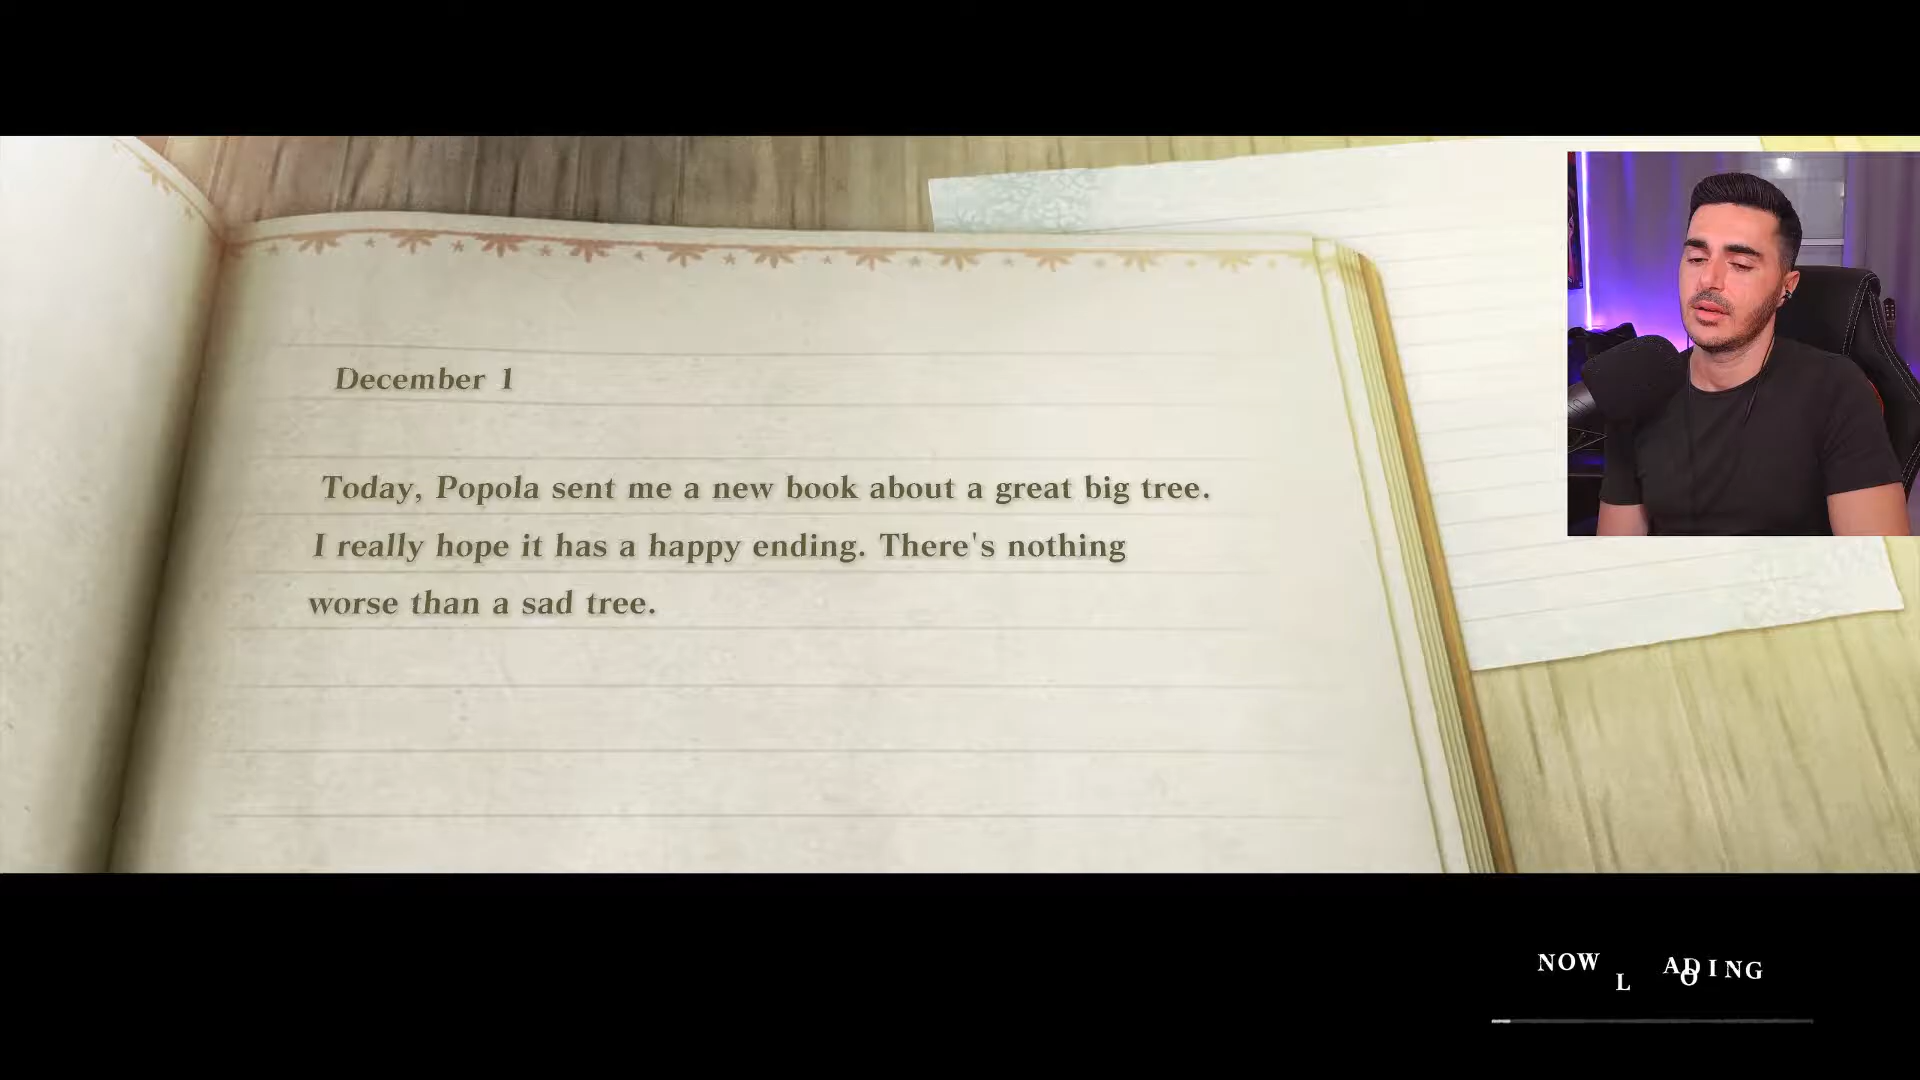 December 1
Today, Popola sent me a new book about a great big tree.
I really hope it has a happy ending. There's nothing
worse than a sad tree.
NOW LOADING